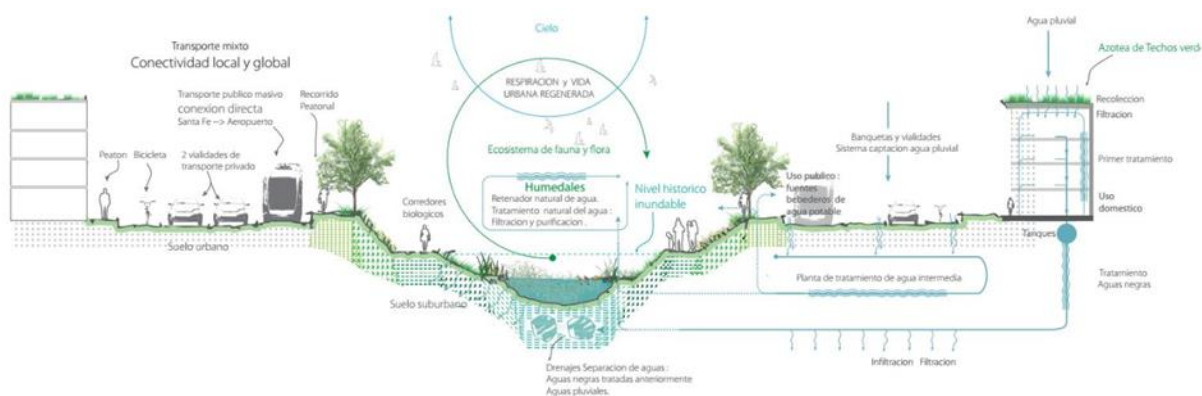 Transporte mixto
Conectividad local y global
Transporte publico masivo
conexion directa
Santa Fe --> Aeropuerto
Recorrido
Peatonal
Peaton
Bicicleta
2 vialidades de
transporte privado
Suelo urbano
Corredores
biologicos
Suelo suburbano
Cielo
RESPIRACION y VIDA
URBANA REGENERADA
Ecosistema de fauna y flora
Humedales
Retenador natural de agua.
Tratamiento natural del agua :
Filtracion y purificacion .
Nivel historico
inundable
Drenajes Separacion de aguas :
Aguas negras tratadas anteriormente
Aguas pluviales.
Uso publico :
fuentes
bebederos de
agua potable
Banquetas y vialidades
Sistema captacion agua pluvial
Planta de tratamiento de agua intermedia
Infiltracion Filtracion
Agua pluvial
Azotea de Techos verd
Recoleccion
Filtracion
Primer tratamiento
Uso
domestico
Tanques
Tratamiento
Aguas negras